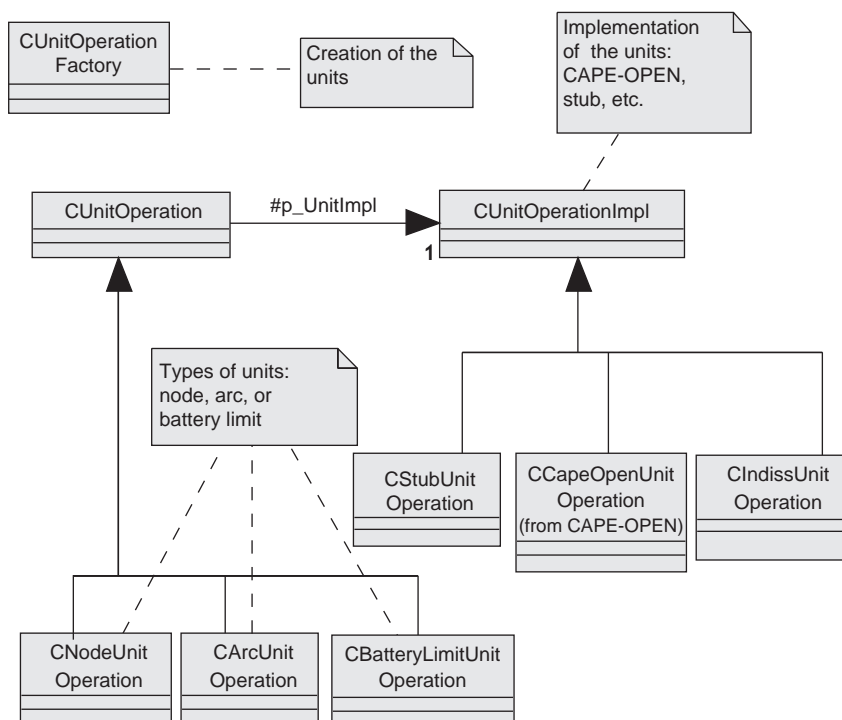 CUnitOperation
Factory
Creation of the
units
Implementation
of the units:
CAPE-OPEN,
stub, etc.
CUnitOperation
#p_UnitImpl
1
CUnitOperationImpl
Types of units:
node, arc, or
battery limit
CStubUnit
Operation
CCapeOpenUnit
Operation
(from CAPE-OPEN)
CIndissUnit
Operation
CNodeUnit
Operation
CArcUnit
Operation
CBatteryLimitUnit
Operation